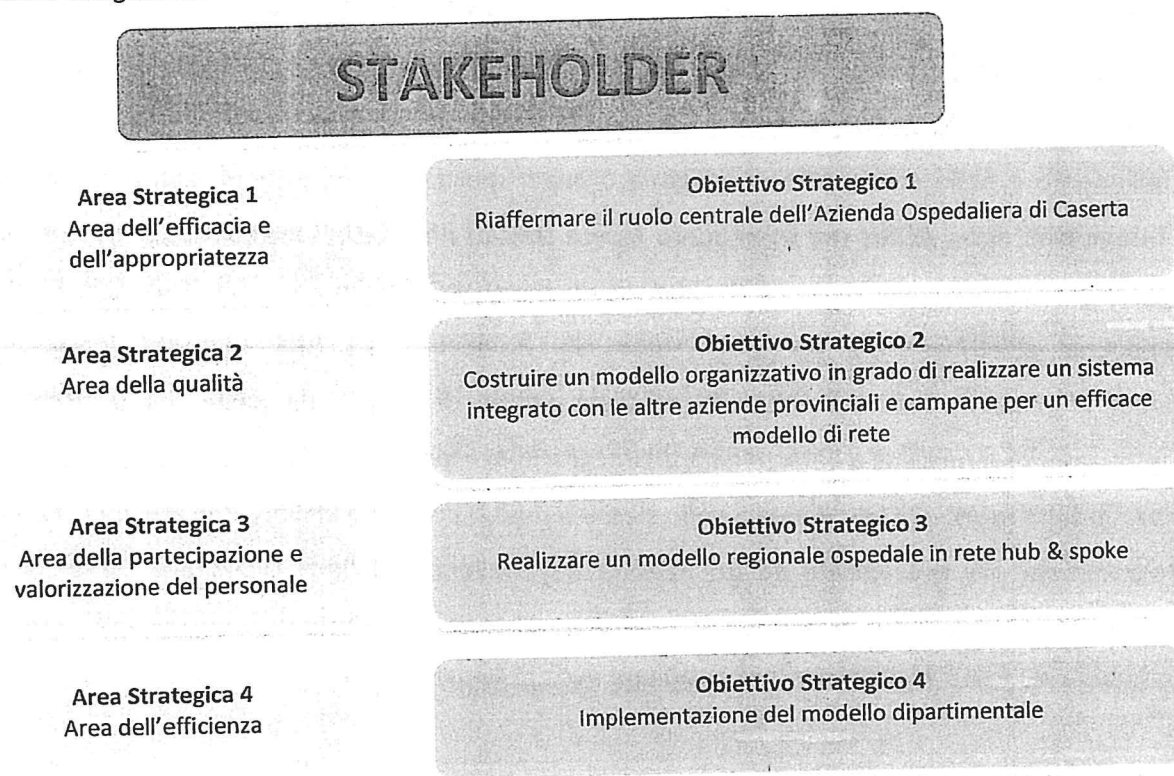 STAKEHOLDER
Area Strategica 1
Area dell'efficacia e
dell'appropriatezza
Obiettivo Strategico 1
Riaffermare il ruolo centrale dell'Azienda Ospedaliera di Caserta
Area Strategica 2
Area della qualità
Obiettivo Strategico 2
Costruire un modello organizzativo in grado di realizzare un sistema
integrato con le altre aziende provinciali e campane per un efficace
modello di rete
Area Strategica 3
Area della partecipazione e
valorizzazione del personale
Obiettivo Strategico 3
Realizzare un modello regionale ospedale in rete hub & spoke
Area Strategica 4
Area dell'efficienza
Obiettivo Strategico 4
Implementazione del modello dipartimentale